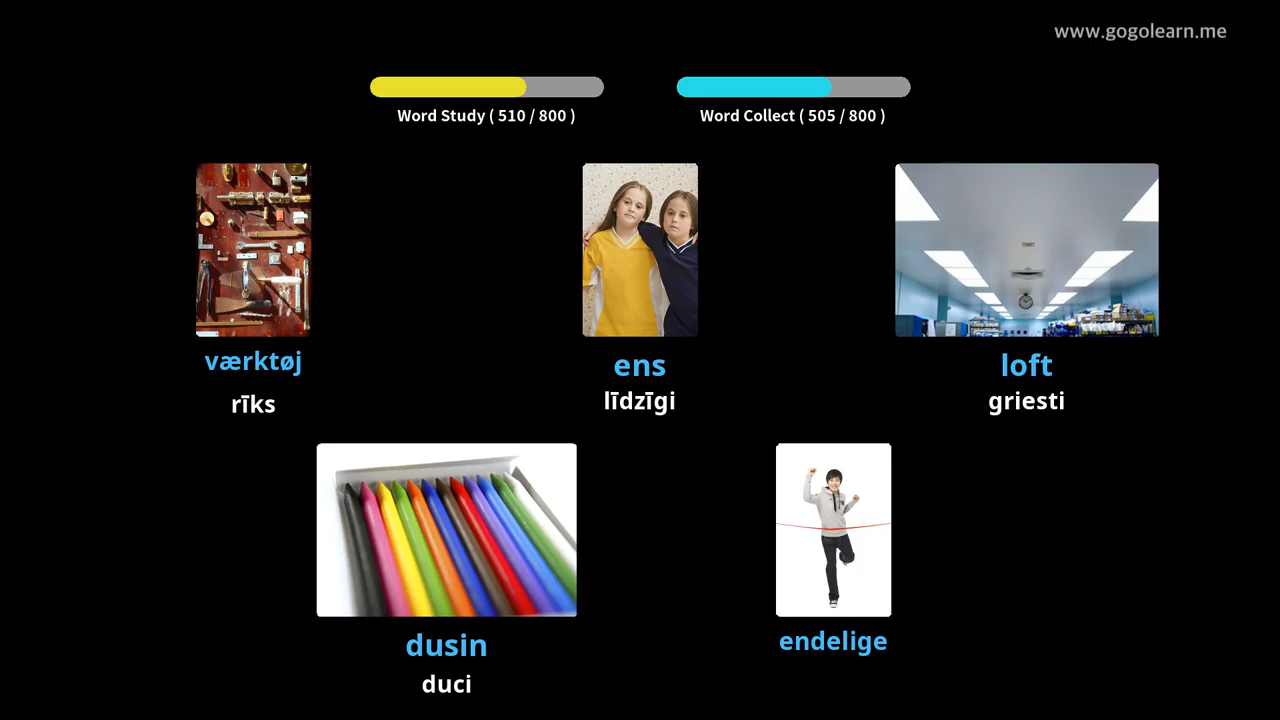 www.gogolearn.me
Word Study ( 510 / 800 )
Word Collect ( 505 / 800 )
værktøj
rīks
ens
līdzīgi
loft
griesti
dusin
duci
endelige